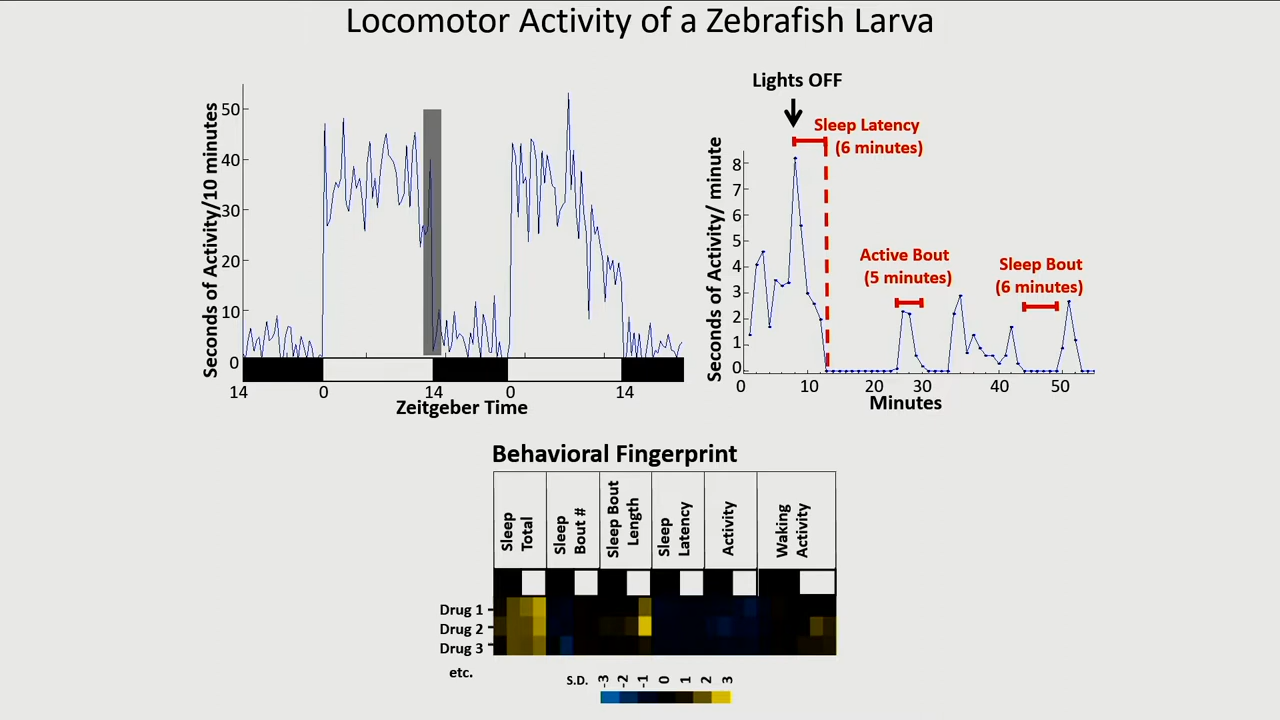 Locomotor Activity of a Zebrafish Larva
Seconds of Activity/10 minutes
50
40
30
20
10
0
14
0
14
0
14
Zeitgeber Time
Lights OFF
Sleep Latency
(6 minutes)
Seconds of Activity/ minute
8
7
6
5
4
3
2
1
0
Active Bout
(5 minutes)
Sleep Bout
(6 minutes)
0
10
20
30
40
50
Minutes
Behavioral Fingerprint
Sleep
Total
Sleep
Bout #
Sleep Bout
Length
Sleep
Latency
Activity
Waking
Activity
Drug 1
Drug 2
Drug 3
etc.
S.D. -3 -2 -1 0 1 2 3